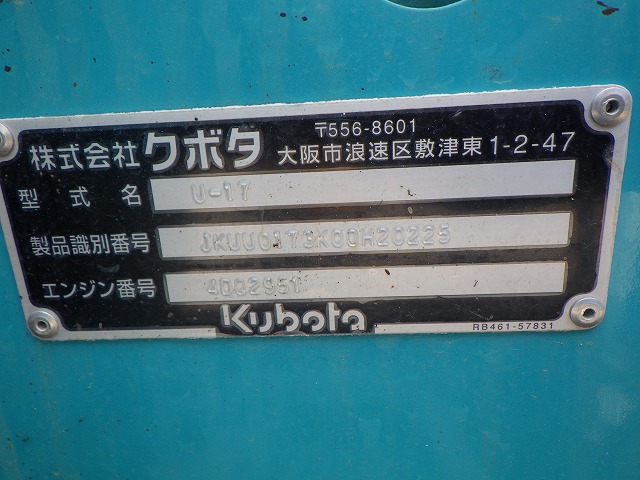 株式会社クボタ 〒556-8601
大阪市浪速区敷津東1-2-47
型式名 U-17
製品識別番号 JKUU0173K00H20225
エンジン番号
Kubota
RB461-57831